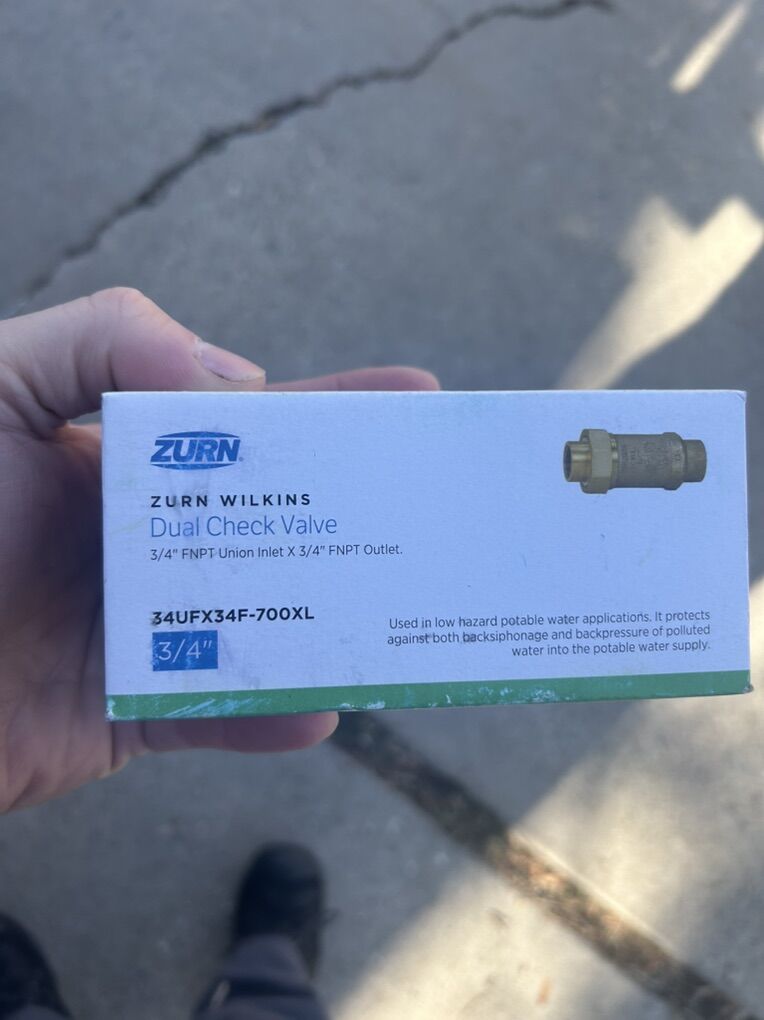 ZURN
ZURN WILKINS
Dual Check Valve
3/4" FNPT Union Inlet X 3/4" FNPT Outlet.
34UFX34F-700XL
3/4"
Used in low hazard potable water applications. It protects
against both backsiphonage and backpressure of polluted
water into the potable water supply.